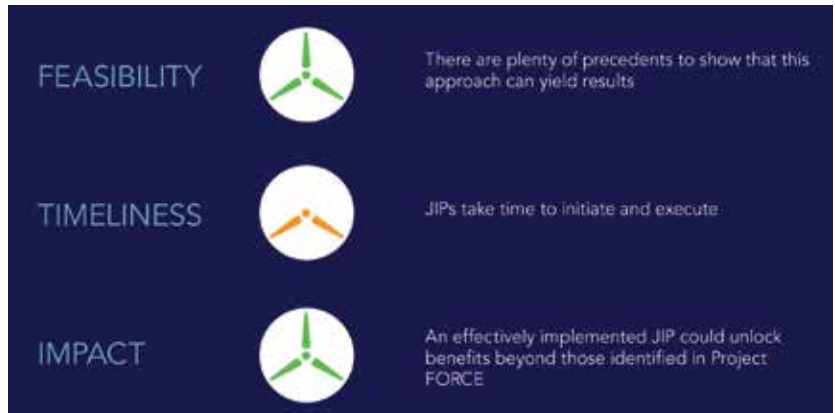 FEASIBILITY
There are plenty of precedents to show that this
approach can yield results
TIMELINESS
JIPs take time to initiate and execute
IMPACT
An effectively implemented JIP could unlock
benefits beyond those identified in Project
FORCE